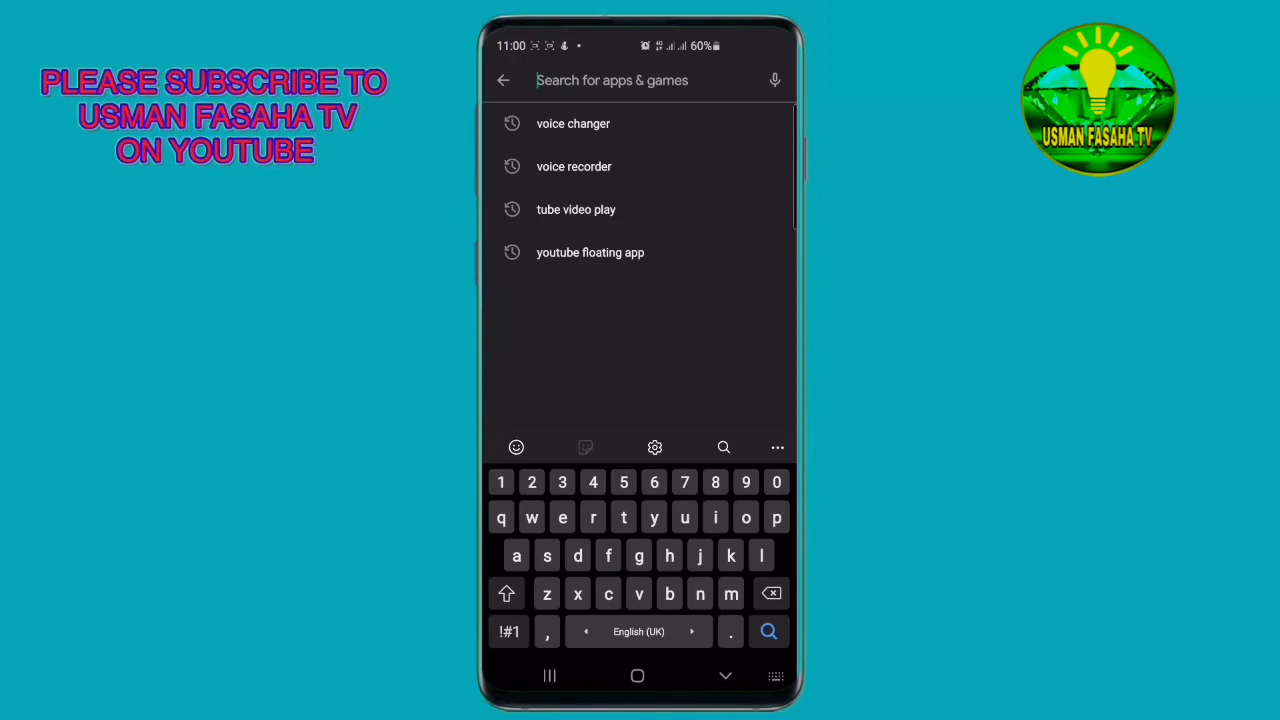 PLEASE SUBSCRIBE TO
USMAN FASAHA TV
ON YOUTUBE
USMAN FASAHA TV
11:00 60%
Search for apps & games
voice changer
voice recorder
tube video play
youtube floating app
1 2 3 4 5 6 7 8 9 0
q w e r t y u i o p
a s d f g h j k l
z x c v b n m
!#1 , English (UK) .